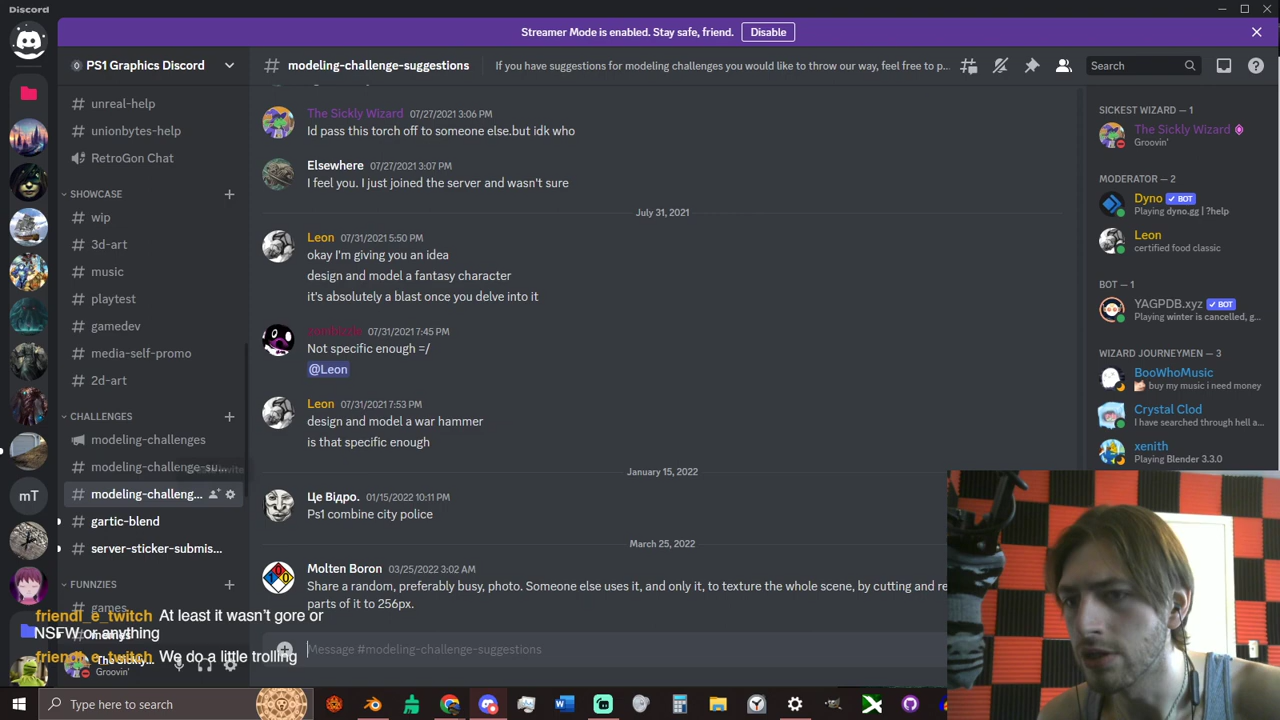 Discord
Streamer Mode is enabled. Stay safe, friend.
Disable
PS1 Graphics Discord
modeling-challenge-suggestions
If you have suggestions for modeling challenges you would like to throw our way, feel free to p...
Search
unreal-help
unionbytes-help
RetroGon Chat
SHOWCASE
wip
3d-art
music
playtest
gamedev
media-self-promo
2d-art
CHALLENGES
modeling-challenges
modeling-challenge-su...
modeling-challeng...
gartic-blend
server-sticker-submis...
FUNNZIES
games
friendl_e_twitch At least it wasn't gore or
NSFW or anything
friendl_e_twitch We do a little trolling
The Sickly...
Groovin'
The Sickly Wizard 07/27/2021 3:06 PM
Id pass this torch off to someone else.but idk who
Elsewhere 07/27/2021 3:07 PM
I feel you. I just joined the server and wasn't sure
July 31, 2021
Leon 07/31/2021 5:50 PM
okay I'm giving you an idea
design and model a fantasy character
it's absolutely a blast once you delve into it
07/31/2021 7:45 PM
Not specific enough =/
@Leon
Leon 07/31/2021 7:53 PM
design and model a war hammer
is that specific enough
January 15, 2022
Це Відро. 01/15/2022 10:11 PM
Ps1 combine city police
March 25, 2022
Molten Boron 03/25/2022 3:02 AM
Share a random, preferably busy, photo. Someone else uses it, and only it, to texture the whole scene, by cutting and re
parts of it to 256px.
Message #modeling-challenge-suggestions
SICKEST WIZARD — 1
The Sickly Wizard
Groovin'
MODERATOR — 2
Dyno BOT
Playing dyno.gg | ?help
Leon
certified food classic
BOT — 1
YAGPDB.xyz BOT
Playing winter is cancelled, g...
WIZARD JOURNEYMEN — 3
BooWhoMusic
buy my music i need money
Crystal Clod
I have searched through hell a...
xenith
Playing Blender 3.3.0
mT
Type here to search